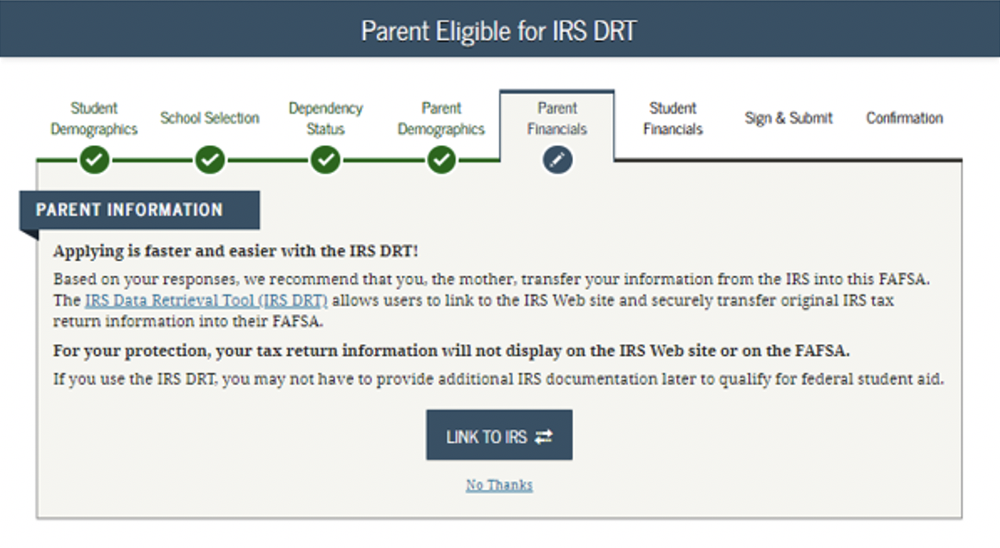 Parent Eligible for IRS DRT
Student
Demographics
School Selection
Dependency
Status
Parent
Demographics
Parent
Financials
Student
Financials
Sign & Submit
Confirmation
PARENT INFORMATION
Applying is faster and easier with the IRS DRT!
Based on your responses, we recommend that you, the mother, transfer your information from the IRS into this FAFSA.
The IRS Data Retrieval Tool (IRS DRT) allows users to link to the IRS Web site and securely transfer original IRS tax
return information into their FAFSA.
For your protection, your tax return information will not display on the IRS Web site or on the FAFSA.
If you use the IRS DRT, you may not have to provide additional IRS documentation later to qualify for federal student aid.
LINK TO IRS
No Thanks